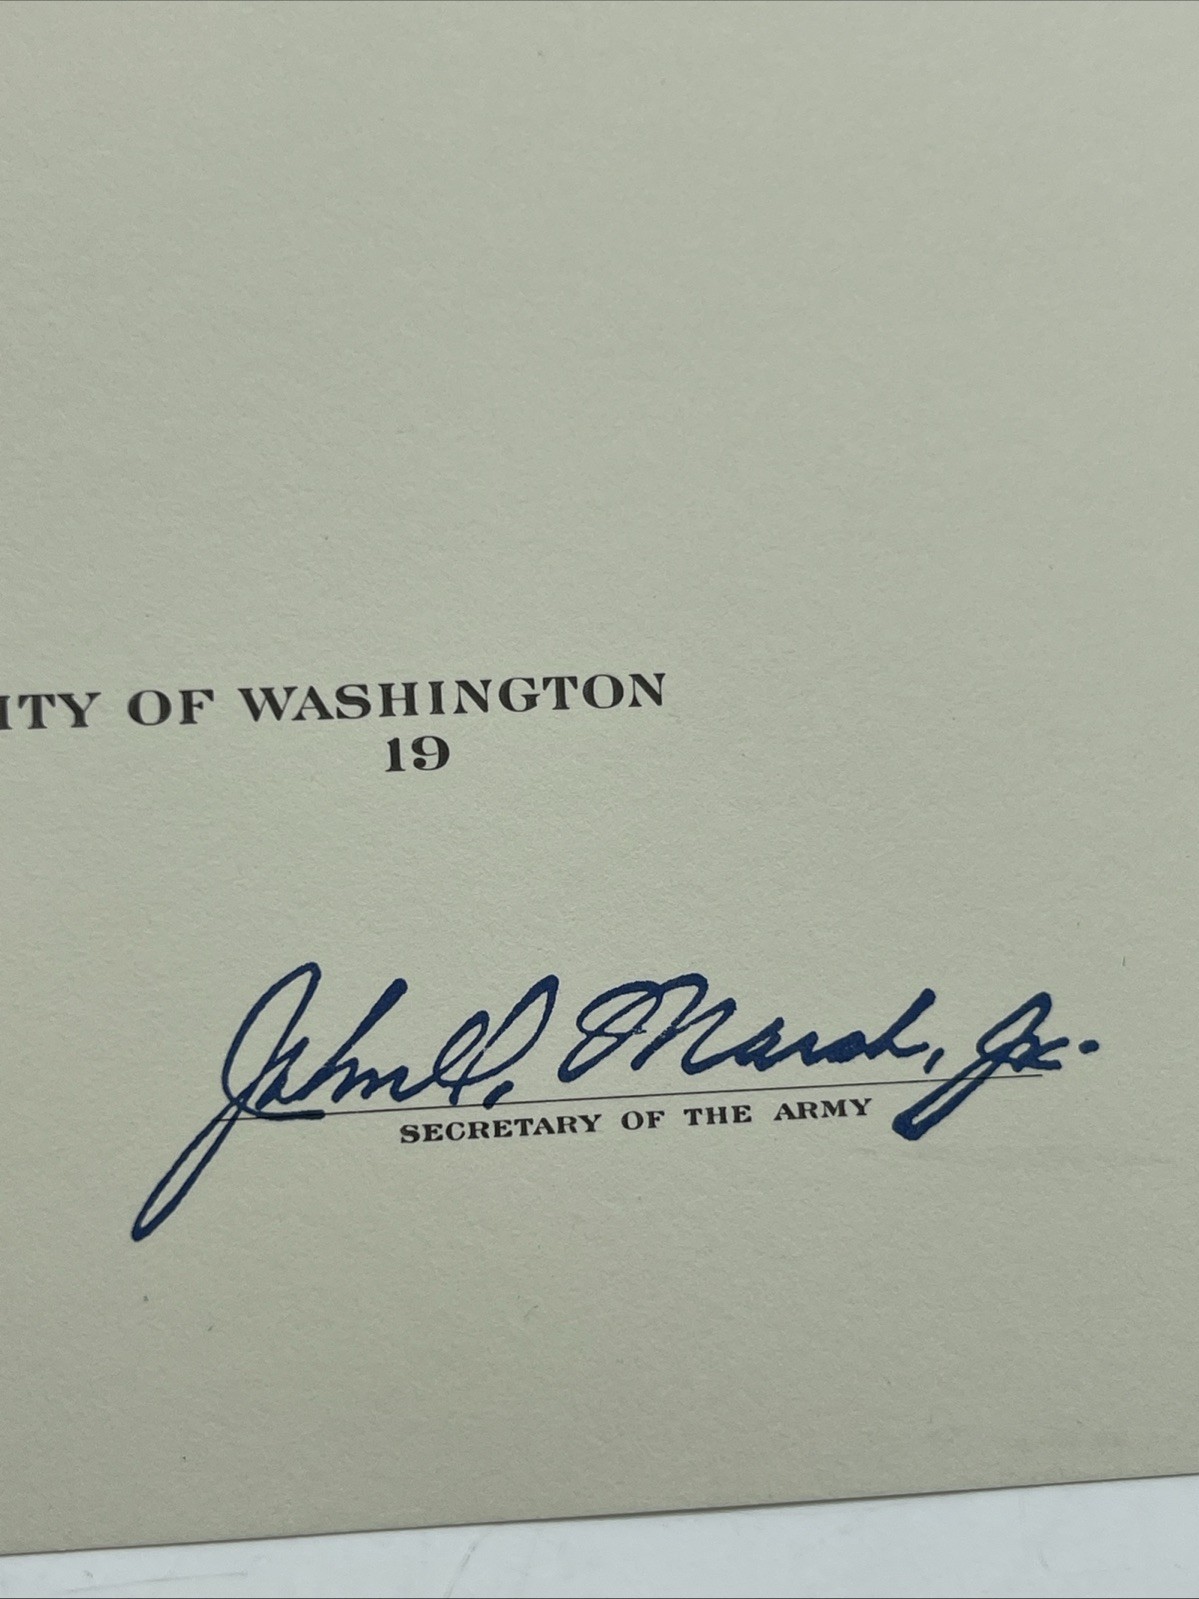 ITY OF WASHINGTON
19
John O. Marsh, Jr.
SECRETARY OF THE ARMY